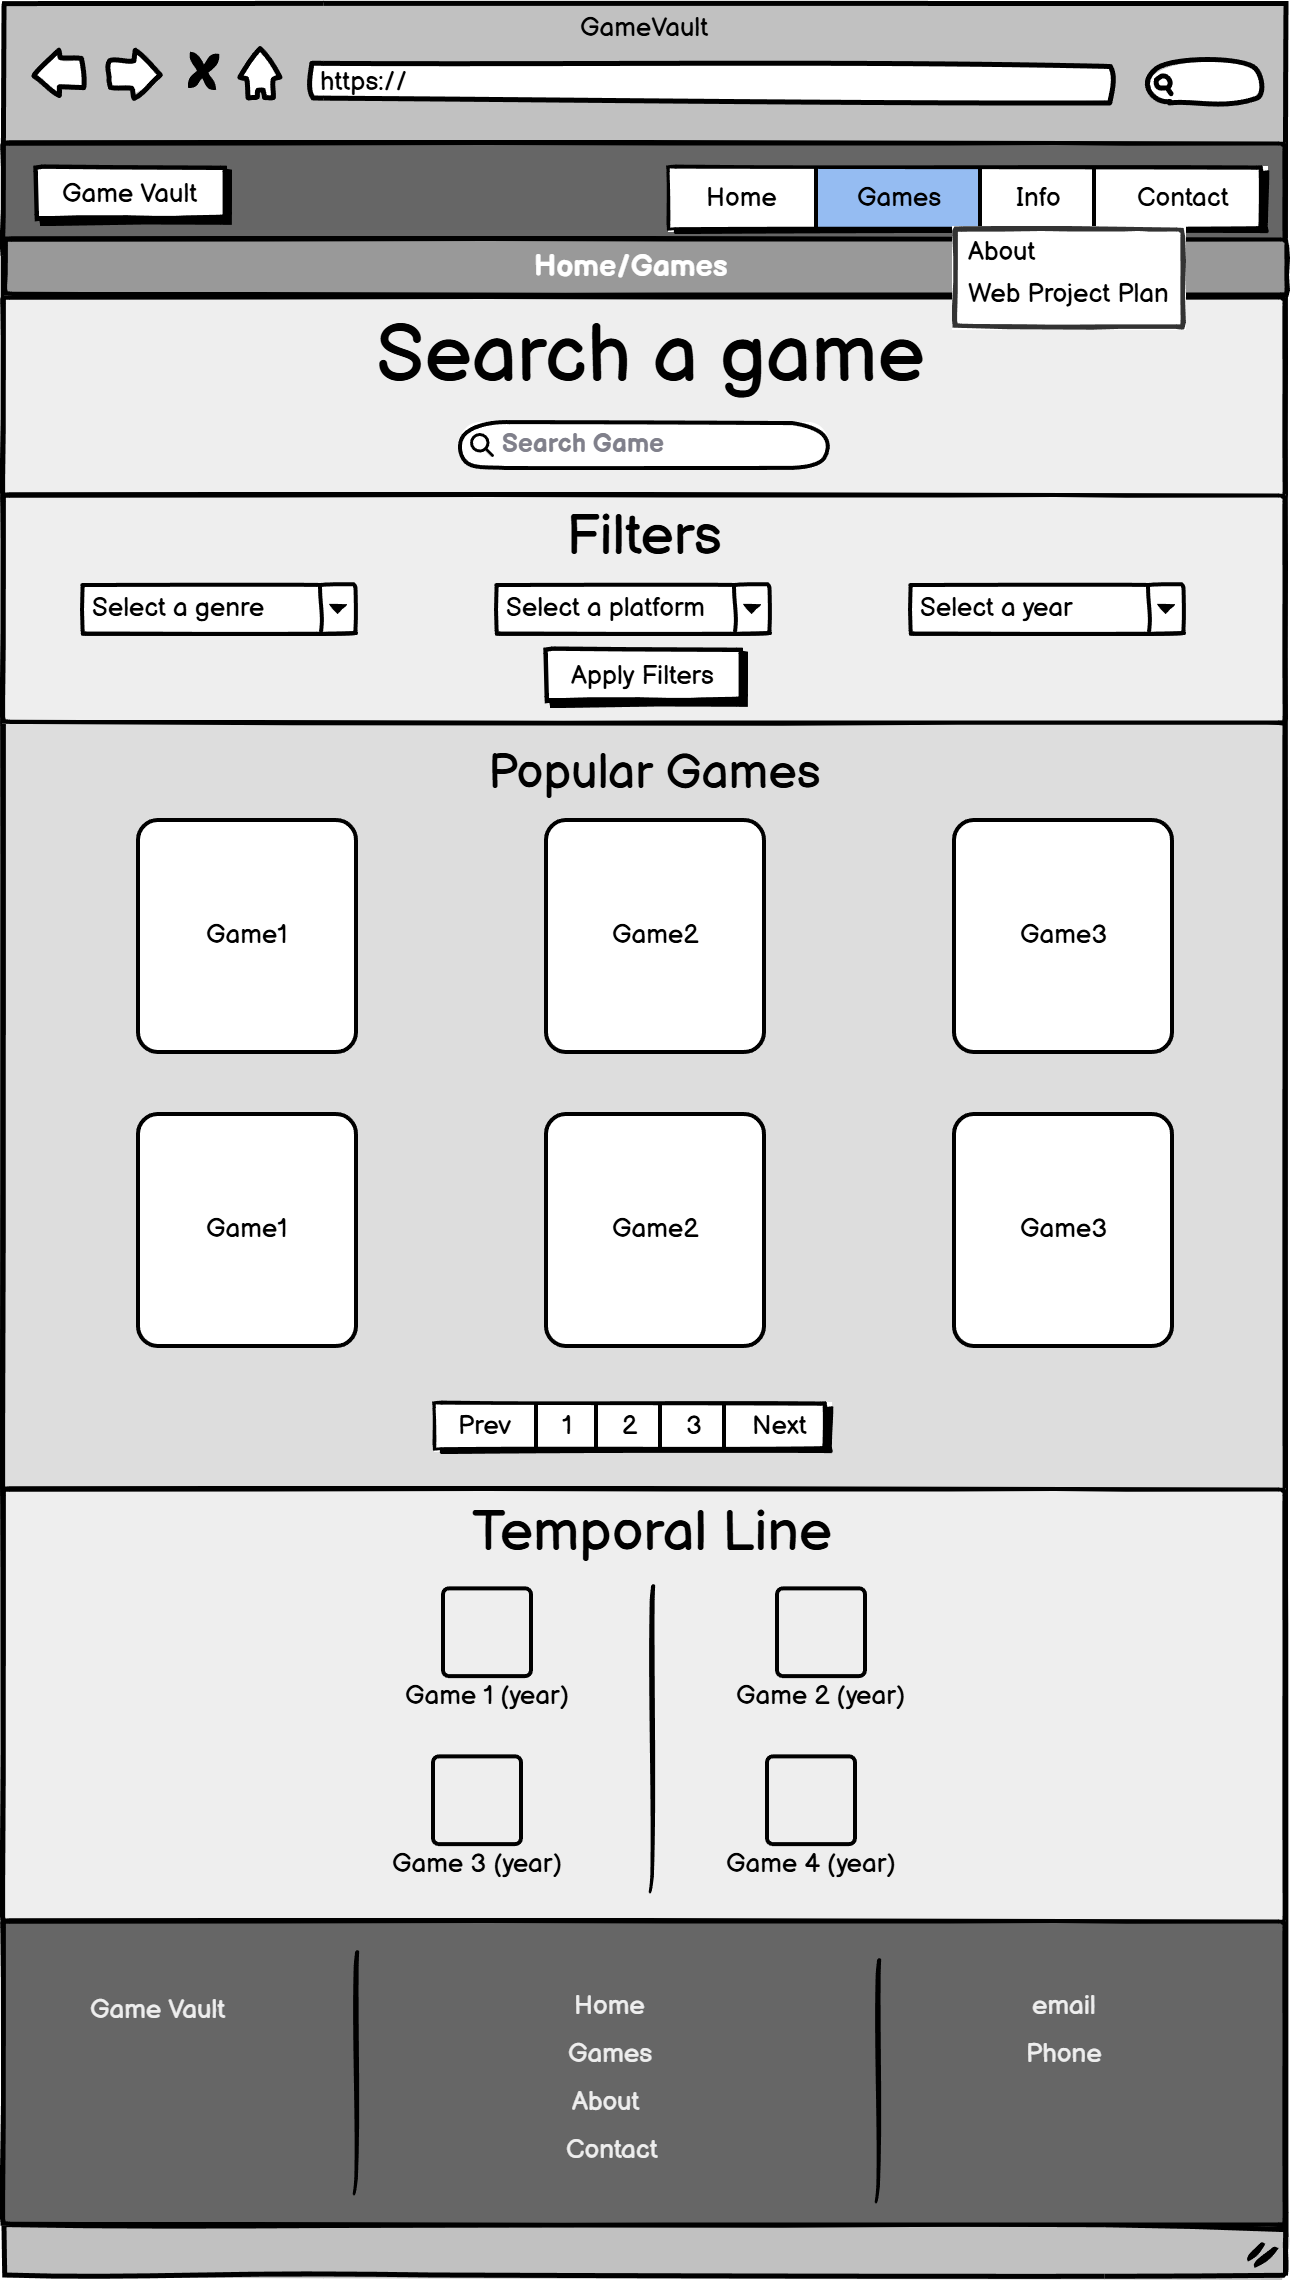 GameVault
https://
Game Vault
Home Games Info Contact
About
Web Project Plan
Home/Games
Search a game
Search Game
Filters
Select a genre Select a platform Select a year
Apply Filters
Popular Games
Game1 Game2 Game3
Game1 Game2 Game3
Prev 1 2 3 Next
Temporal Line
Game 1 (year) Game 2 (year)
Game 3 (year) Game 4 (year)
Game Vault
Home
Games
About
Contact
email
Phone